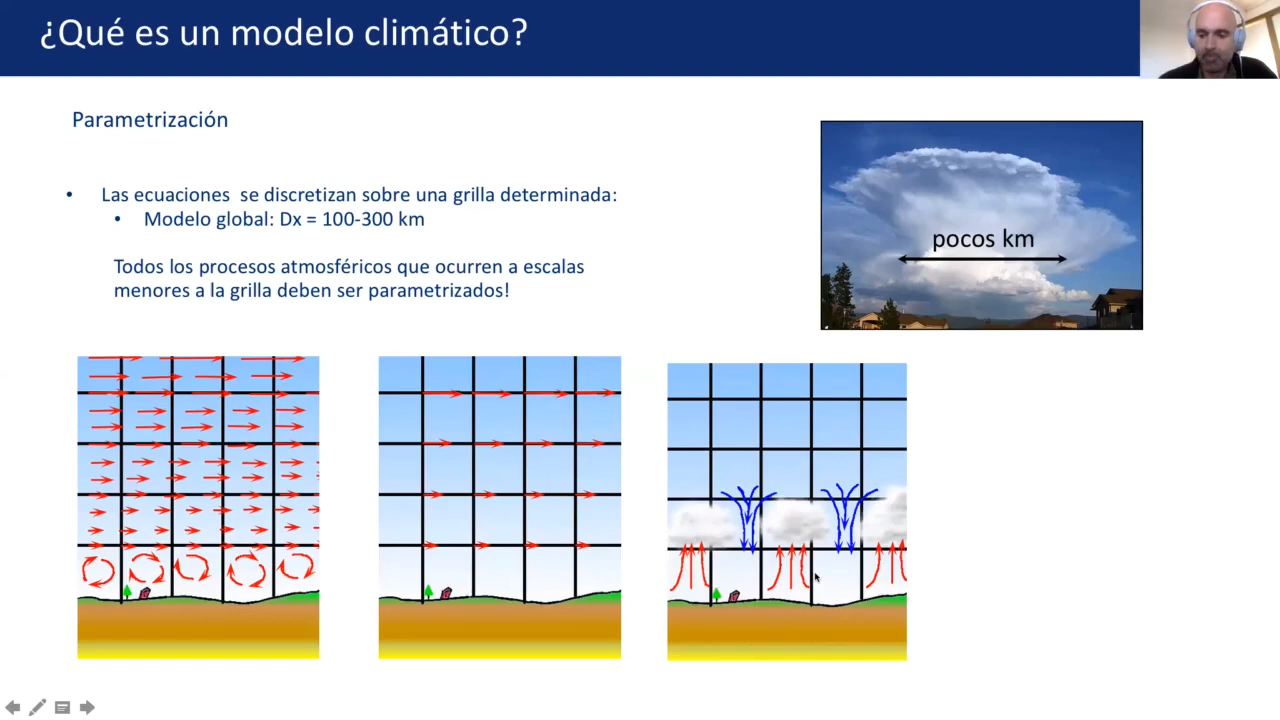 ¿Qué es un modelo climático?
Parametrización
• Las ecuaciones se discretizan sobre una grilla determinada:
• Modelo global: Dx = 100-300 km
Todos los procesos atmosféricos que ocurren a escalas
menores a la grilla deben ser parametrizados!
pocos km